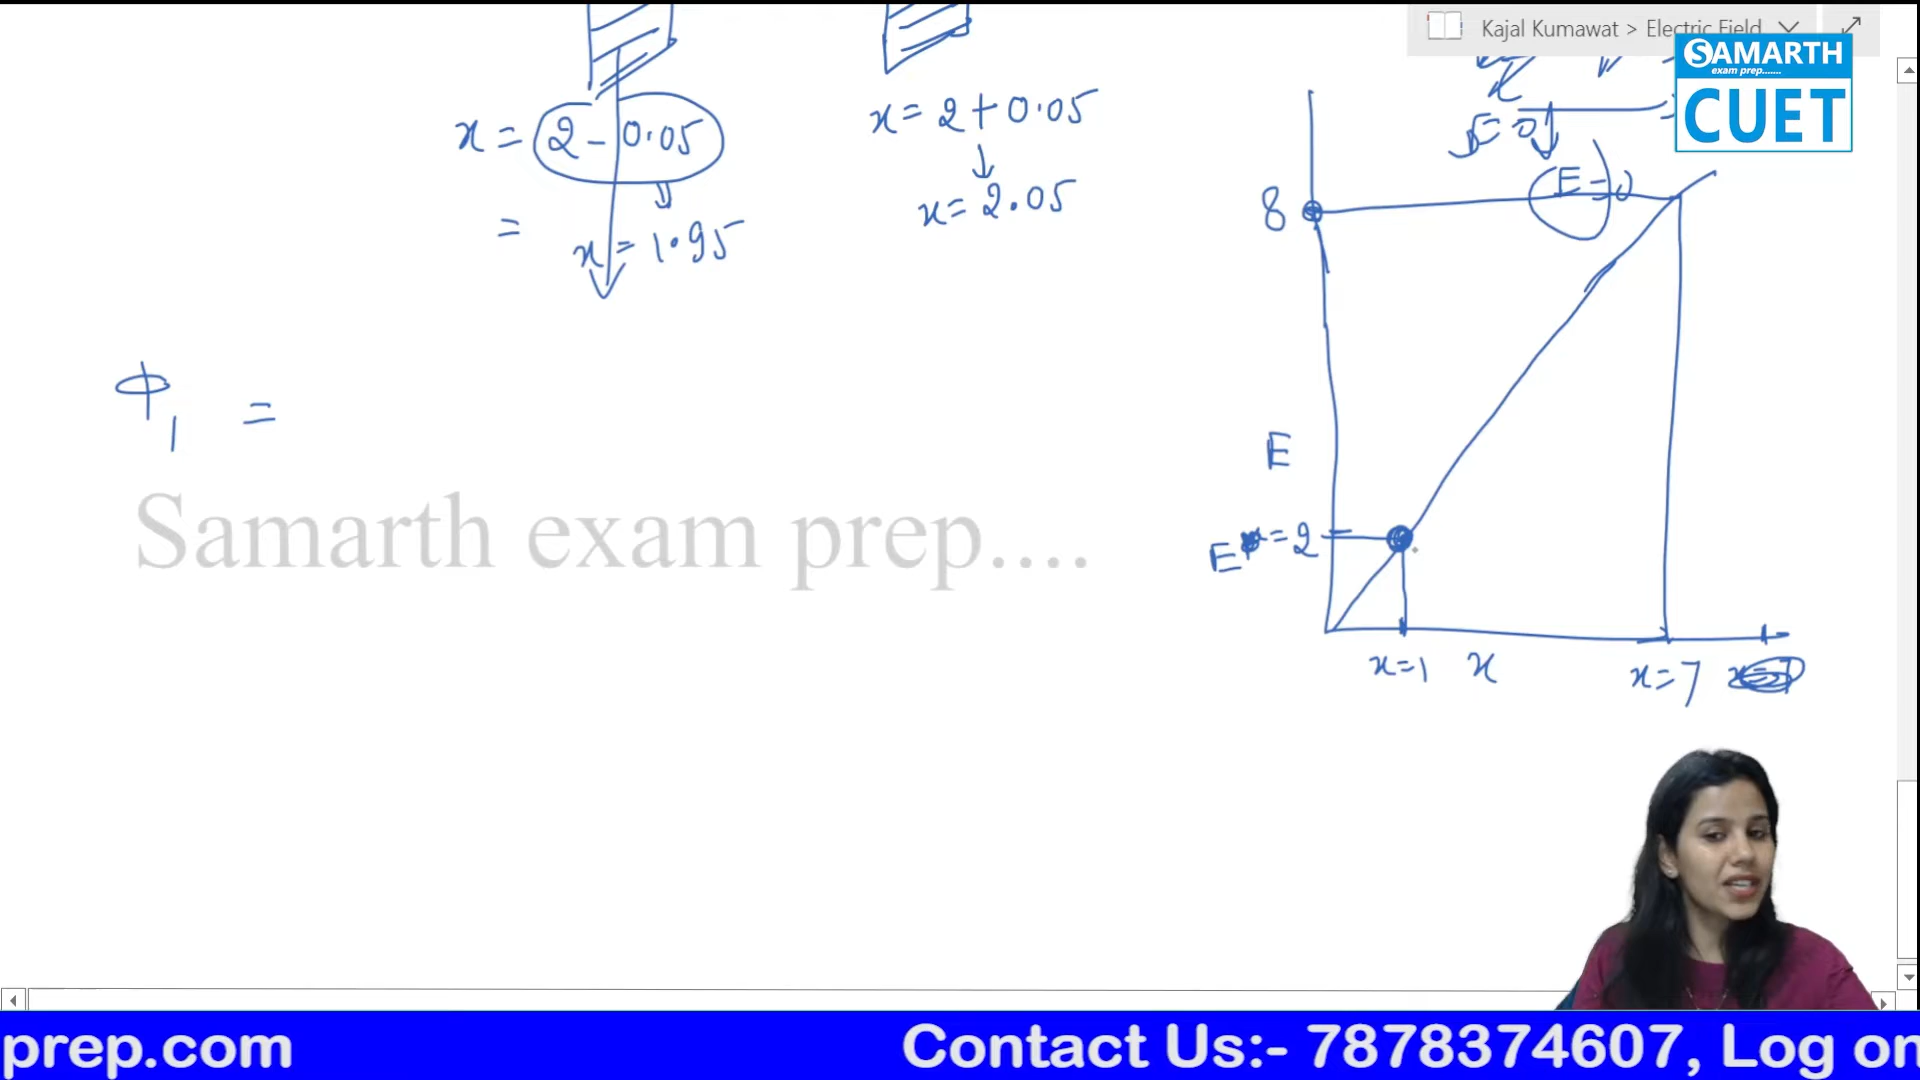 Kajal Kumawat > Electric Field
SAMARTH
exam prep.......
CUET
x = 2 - 0.05
= x = 1.95
x = 2 + 0.05
x = 2.05
E = 0
8
ϕ₁ =
E
E = 2
x=1 x x=7
Samarth exam prep....
prep.com Contact Us:- 7878374607, Log on